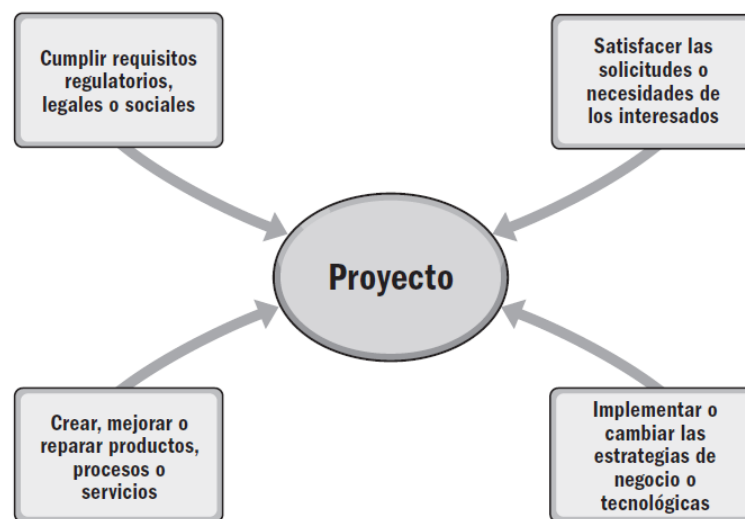 Cumplir requisitos
regulatorios,
legales o sociales
Satisfacer las
solicitudes o
necesidades de
los interesados
Proyecto
Crear, mejorar o
reparar productos,
procesos o
servicios
Implementar o
cambiar las
estrategias de
negocio o
tecnológicas